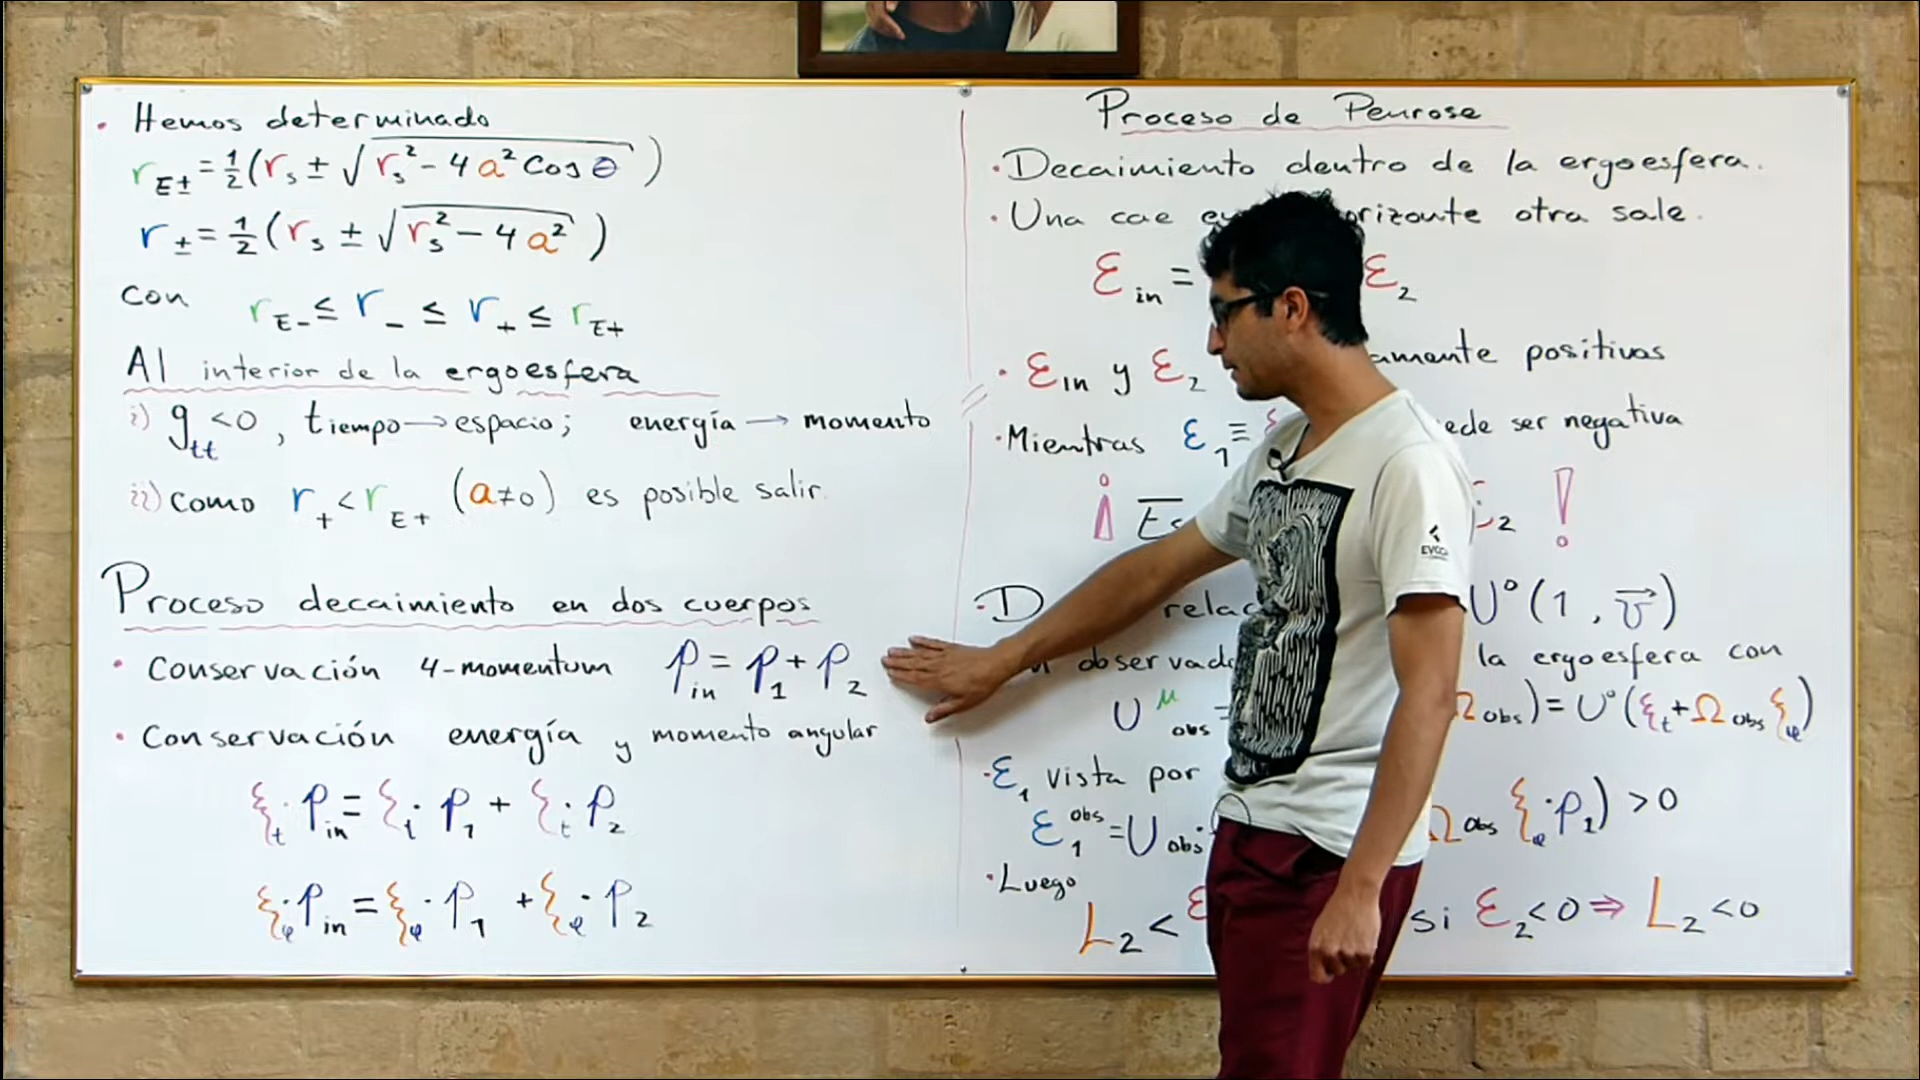 • Hemos determinado
r_E± = 1/2 (r_s ± √(r_s² - 4a² Cos θ))
r_± = 1/2 (r_s ± √(r_s² - 4a²))
con r_E- ≤ r_- ≤ r_+ ≤ r_E+
Al interior de la ergoesfera
i) g_tt < 0, tiempo → espacio; energía → momento
ii) como r_+ < r_E+ (a≠0) es posible salir.
Proceso decaimiento en dos cuerpos
• Conservación 4-momentum p_in = p_1 + p_2
• Conservación energía y momento angular
ξ_t · p_in = ξ_t · p_1 + ξ_t · p_2
ξ_φ · p_in = ξ_φ · p_1 + ξ_φ · p_2
Proceso de Penrose
• Decaimiento dentro de la ergoesfera.
• Una cae otra sale.
ε_in = ε_2
• ε_in y ε_2 positivas
• Mientras ε_1 ≡ ser negativa
¡ !
U⁰(1, v⃗)
la ergoesfera con
U^μ_obs = Ω_obs) = U⁰(ξ_t + Ω_obs ξ_φ)
• ε_1 vista por
ε_1^obs = U_obs · Ω_obs ξ_φ · p_1) > 0
• Luego
L_2 < si ε_2 < 0 ⇒ L_2 < 0
EVOCA